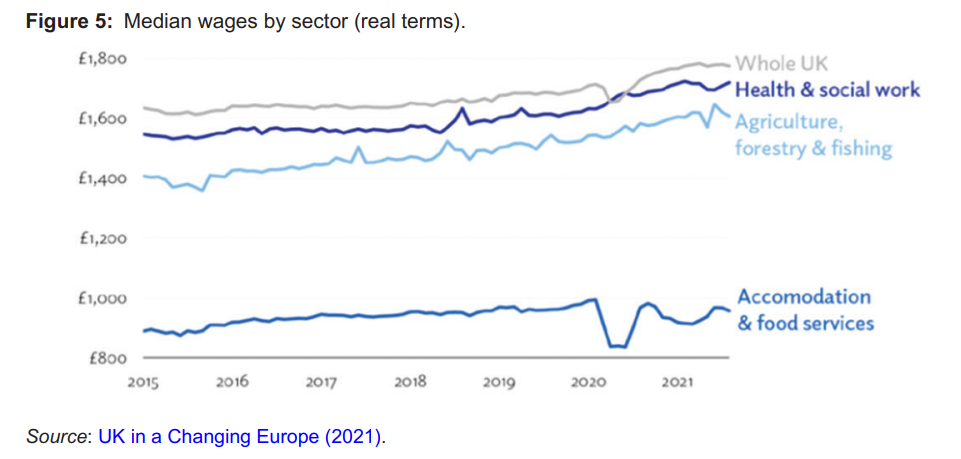 Figure 5: Median wages by sector (real terms).
£1,800
£1,600
£1,400
£1,200
£1,000
£800
2015 2016 2017 2018 2019 2020 2021
Whole UK
Health & social work
Agriculture,
forestry & fishing
Accomodation
& food services
Source: UK in a Changing Europe (2021).